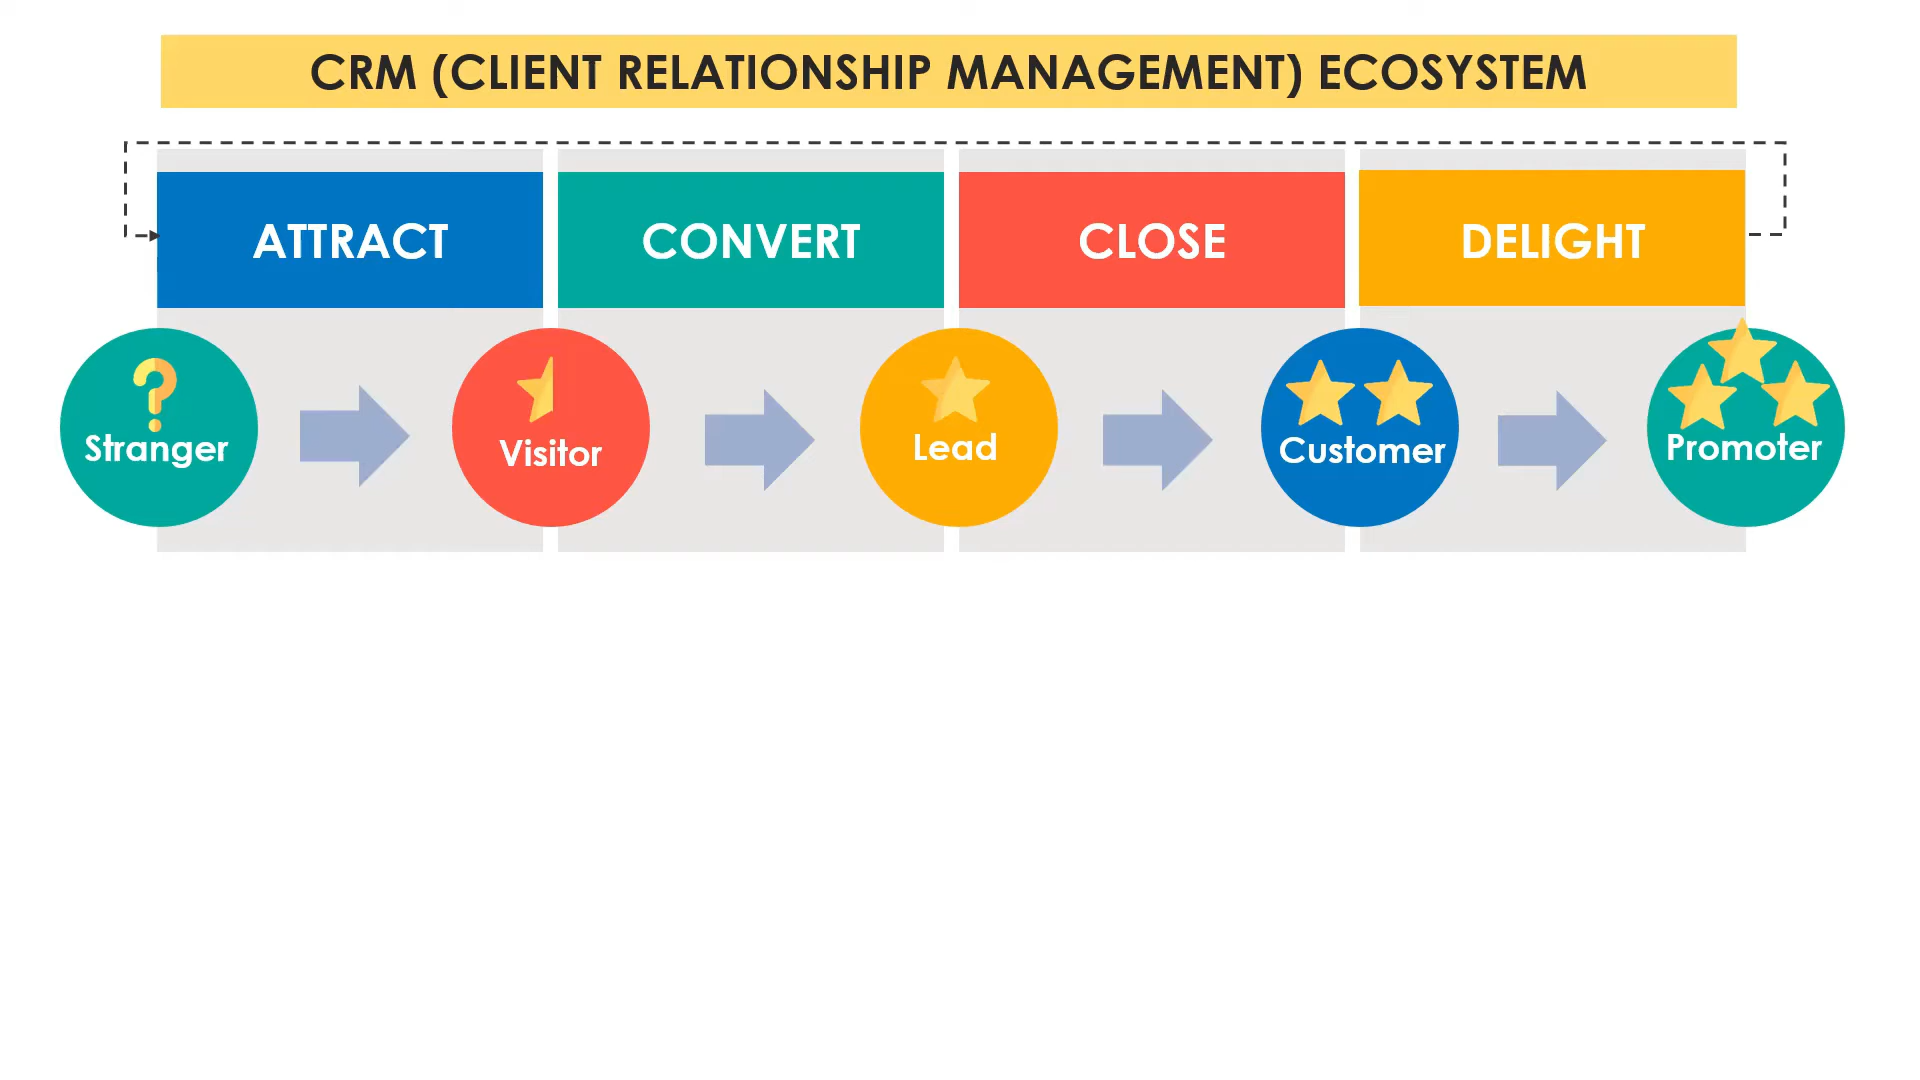 CRM (CLIENT RELATIONSHIP MANAGEMENT) ECOSYSTEM
ATTRACT
CONVERT
CLOSE
DELIGHT
Stranger
Visitor
Lead
Customer
Promoter